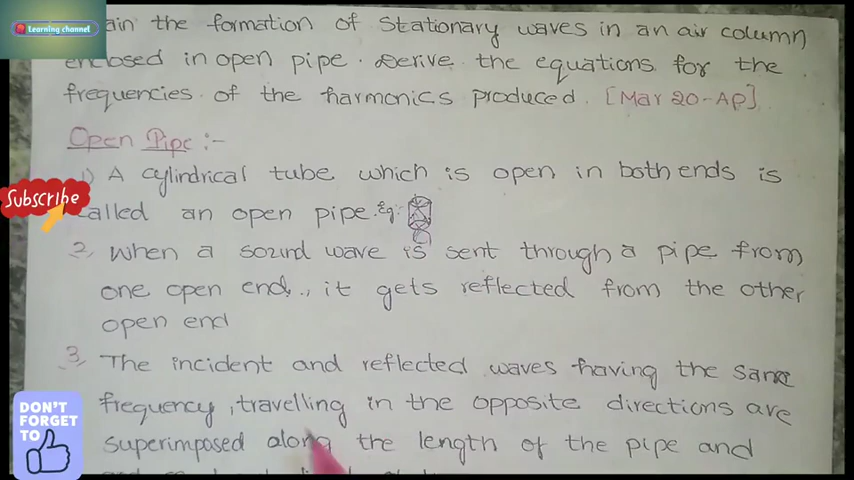 Learning channel
ain the formation of stationary waves in an air column
enclosed in open pipe. Derive the equations for the
frequencies of the harmonics produced. [Mar 20-AP]
Open Pipe :-
1) A cylindrical tube which is open in both ends is
Subscribe
called an open pipe. Eg:-
2, When a sound wave is sent through a pipe from
one open end., it gets reflected from the other
open end
3, The incident and reflected waves having the same
frequency, travelling in the opposite directions are
superimposed along the length of the pipe and
DON'T
FORGET
TO